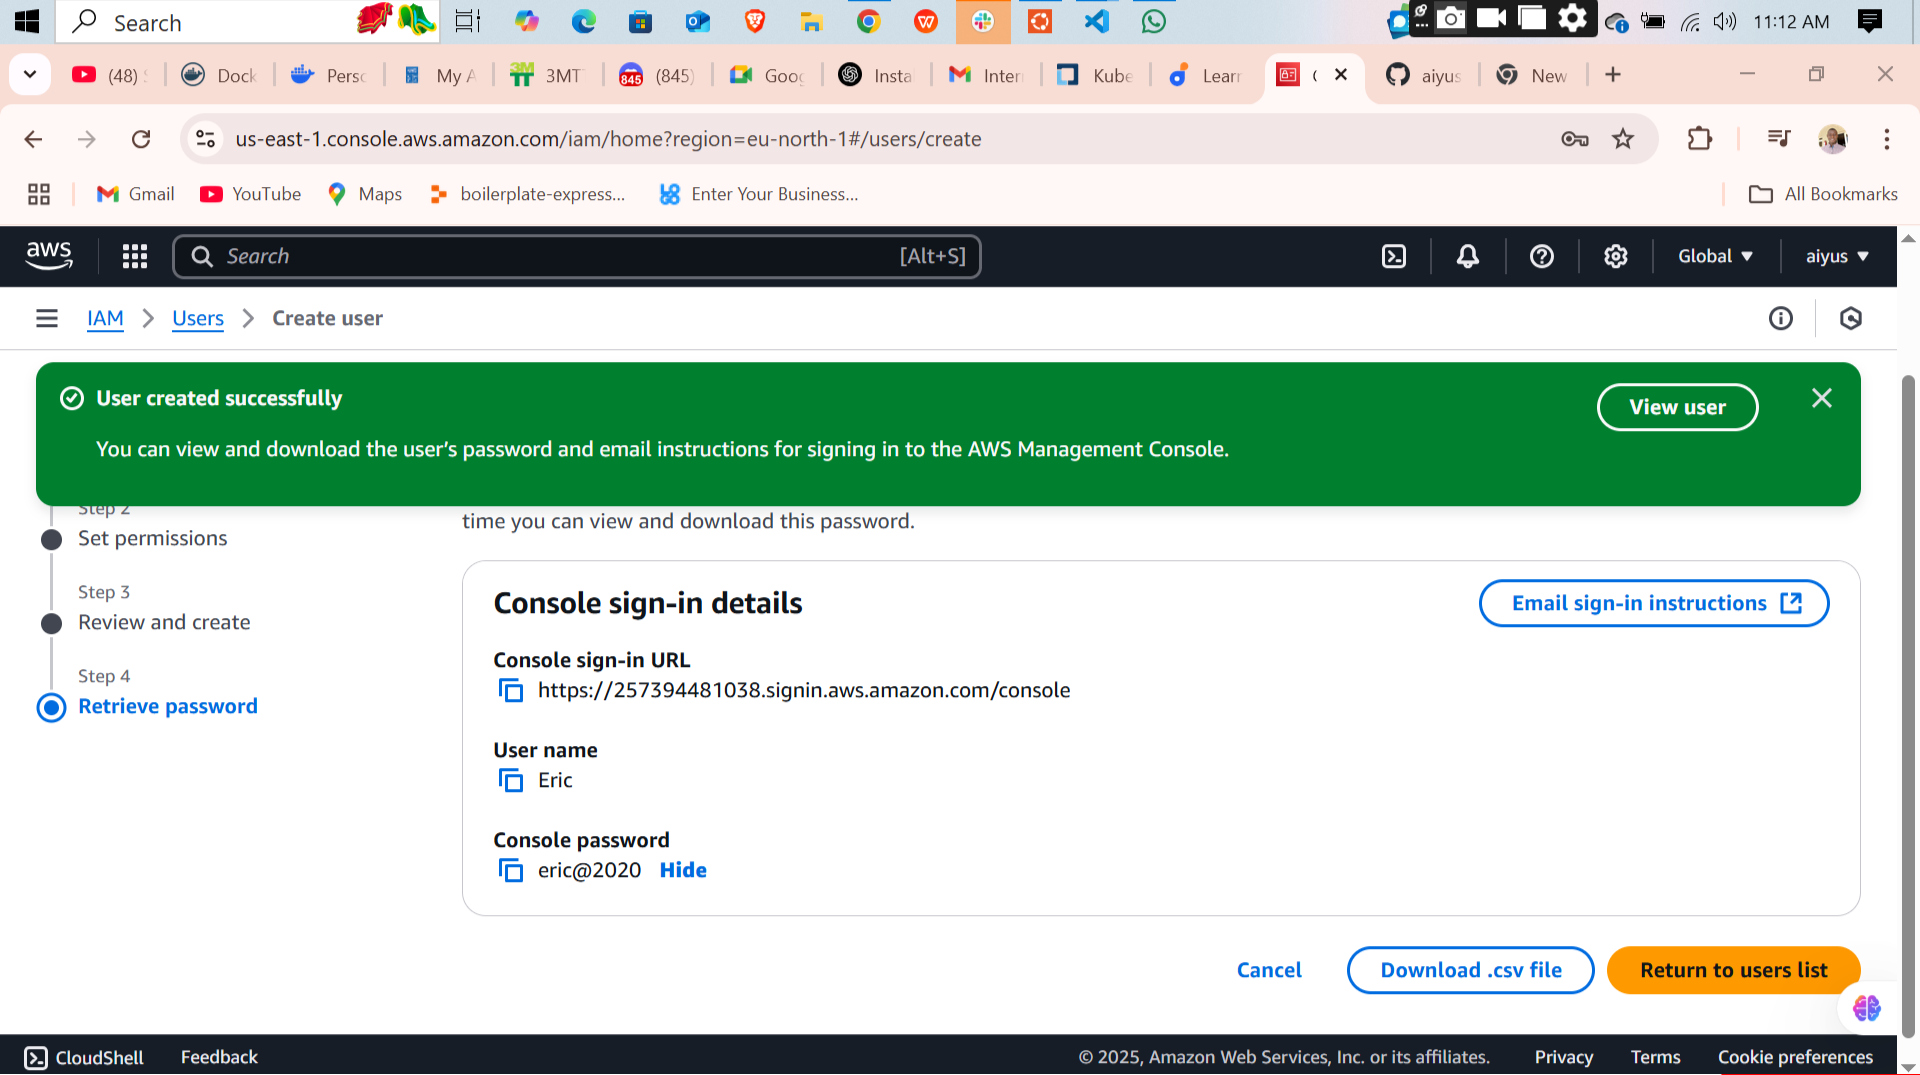 Search
11:12 AM
(48)
Dock
Perso
My A
3MT
845
(845)
Goog
Insta
Inter
Kube
Learn
aiyus
New
us-east-1.console.aws.amazon.com/iam/home?region=eu-north-1#/users/create
Gmail
YouTube
Maps
boilerplate-express...
Enter Your Business...
All Bookmarks
aws
Search
[Alt+S]
Global
aiyus
IAM
Users
Create user
User created successfully
View user
You can view and download the user's password and email instructions for signing in to the AWS Management Console.
Step 2
Set permissions
time you can view and download this password.
Step 3
Review and create
Step 4
Retrieve password
Console sign-in details
Email sign-in instructions
Console sign-in URL
https://257394481038.signin.aws.amazon.com/console
User name
Eric
Console password
eric@2020 Hide
Cancel
Download .csv file
Return to users list
CloudShell
Feedback
© 2025, Amazon Web Services, Inc. or its affiliates.
Privacy
Terms
Cookie preferences